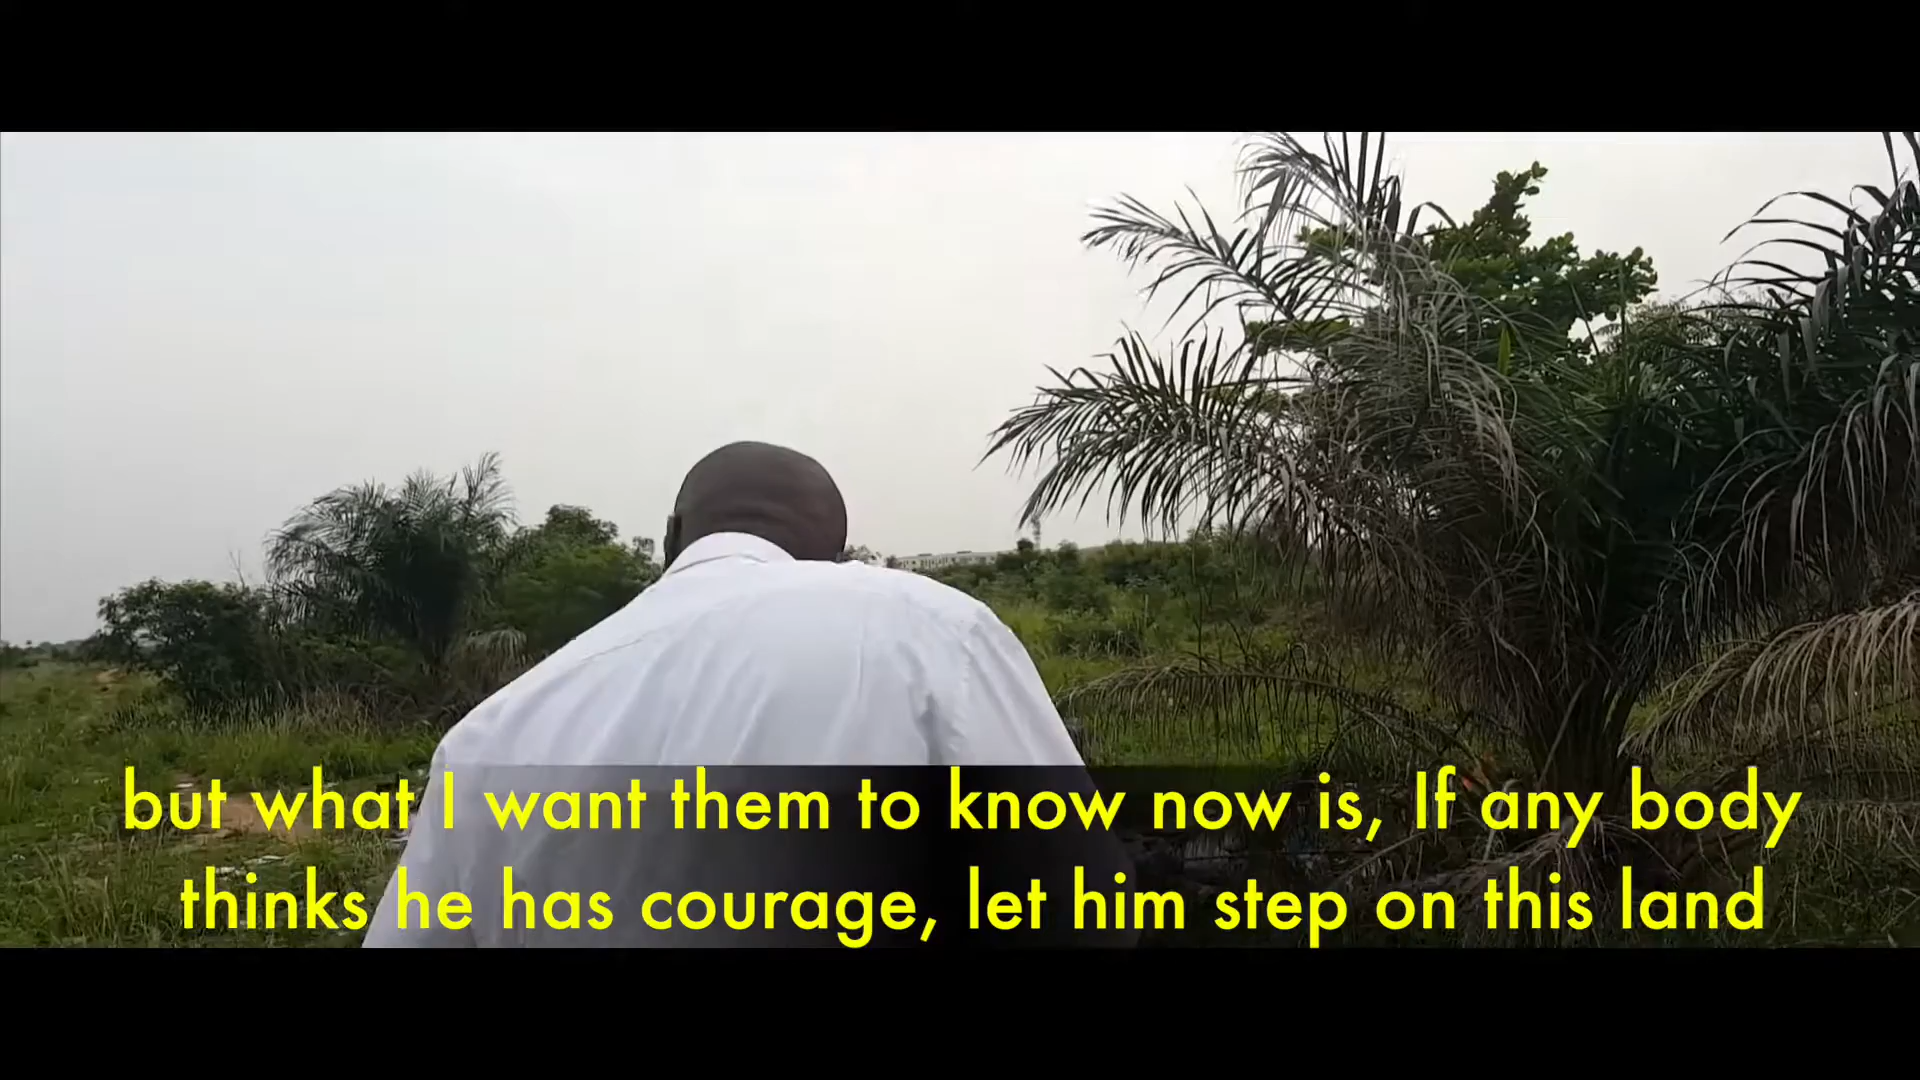 but what I want them to know now is, If any body
thinks he has courage, let him step on this land